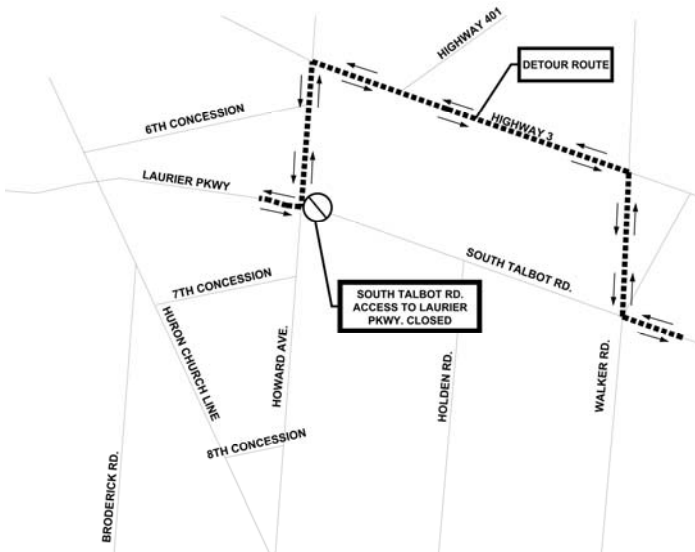 HIGHWAY 401
DETOUR ROUTE
6TH CONCESSION
HIGHWAY 3
LAURIER PKWY
SOUTH TALBOT RD.
7TH CONCESSION
SOUTH TALBOT RD.
ACCESS TO LAURIER
PKWY. CLOSED
HURON CHURCH LINE
HOWARD AVE.
HOLDEN RD.
WALKER RD.
8TH CONCESSION
BRODERICK RD.